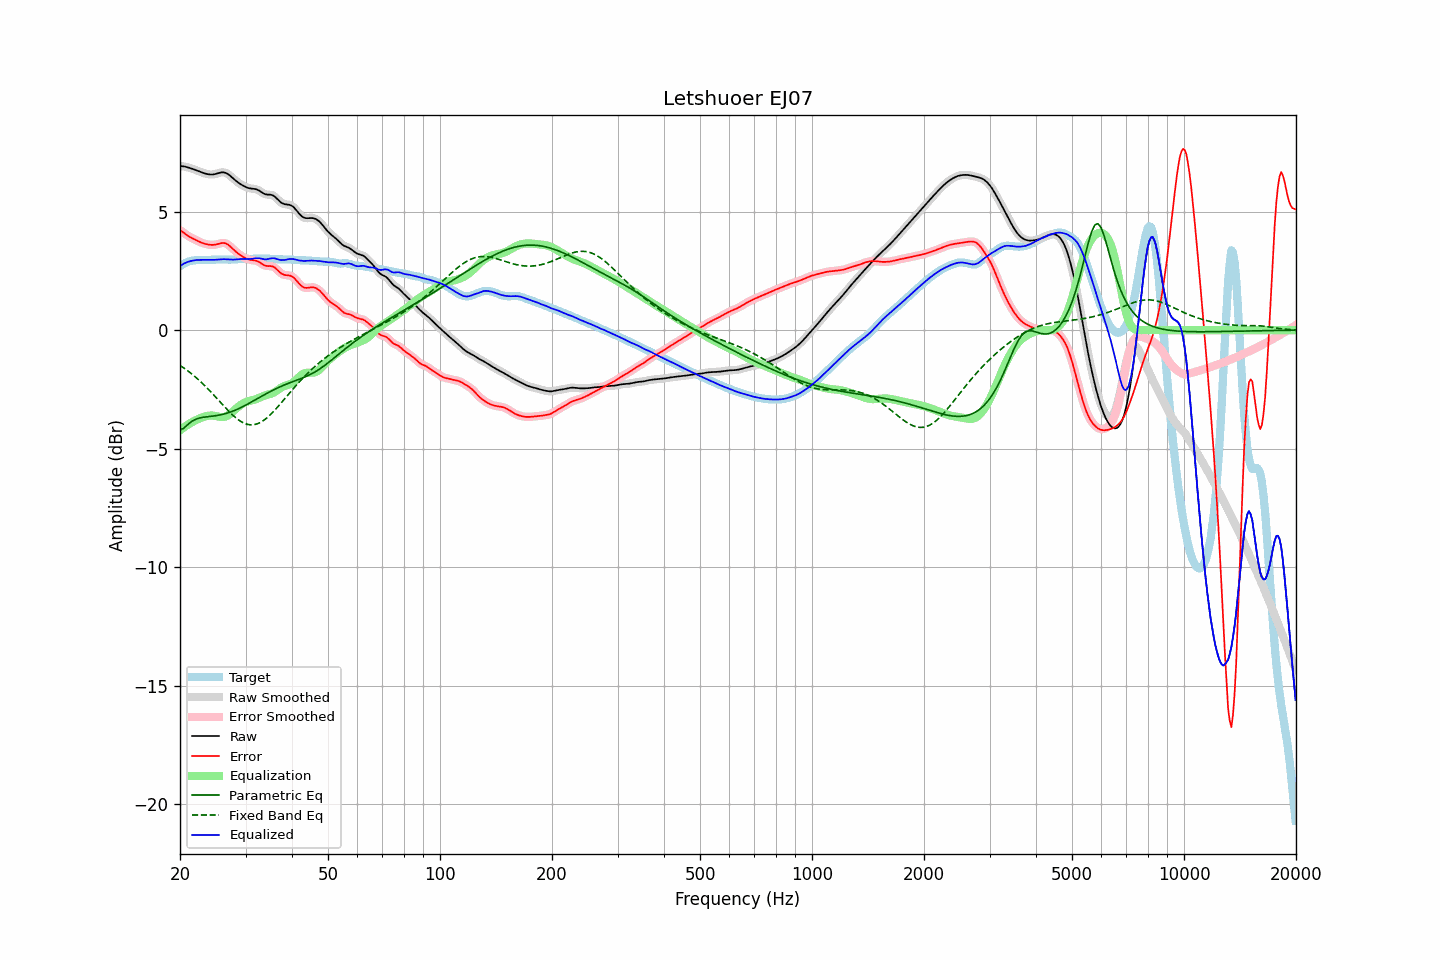 Letshuoer EJ07
Amplitude (dBr)
5
0
−5
−10
−15
−20
Target
Raw Smoothed
Error Smoothed
Raw
Error
Equalization
Parametric Eq
Fixed Band Eq
Equalized
20 50 100 200 500 1000 2000 5000 10000 20000
Frequency (Hz)